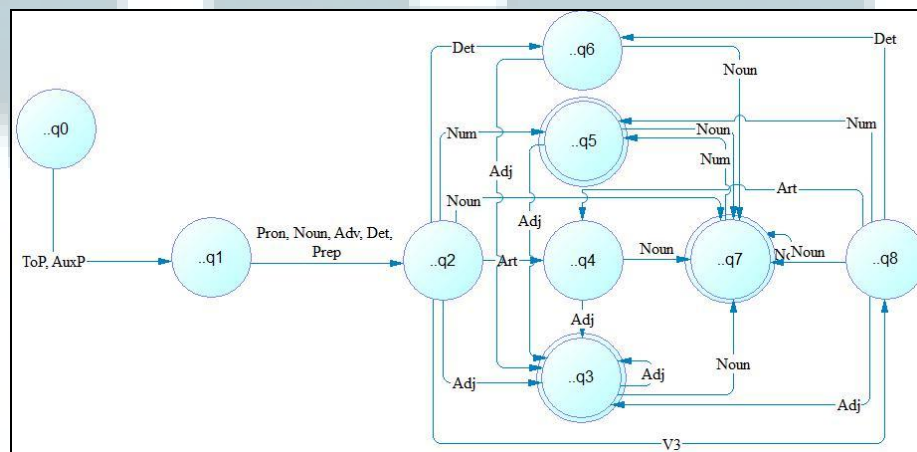 Det
..q6
Det
Noun
..q0
Num
..q5
Noun
Num
Num
Adj
Adj
Noun
Art
Pron, Noun, Adv, Det,
Prep
ToP, AuxP
..q1
..q2
Art
..q4
Noun
..q7
Noun
..q8
Adj
Adj
..q3
Adj
Noun
Adj
V3